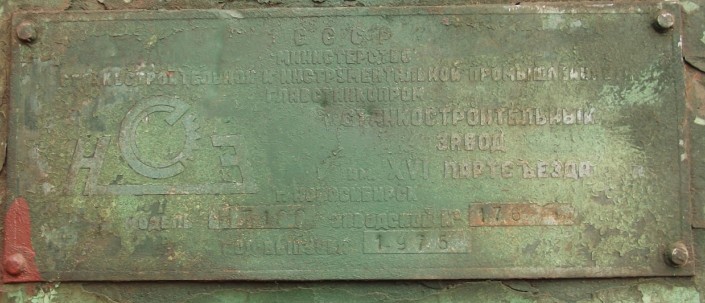 СССР
МИНИСТЕРСТВО
СТАНКОСТРОИТЕЛЬНОЙ И ИНСТРУМЕНТАЛЬНОЙ ПРОМЫШЛЕННОСТИ
ГЛАВСТАНКОПРОМ
СТАНКОСТРОИТЕЛЬНЫЙ
ЗАВОД
им. XVI ПАРТСЪЕЗДА
г. НОВОСИБИРСК
МОДЕЛЬ ЗАВОДСКОЙ №
ГОД ВЫПУСКА 1975